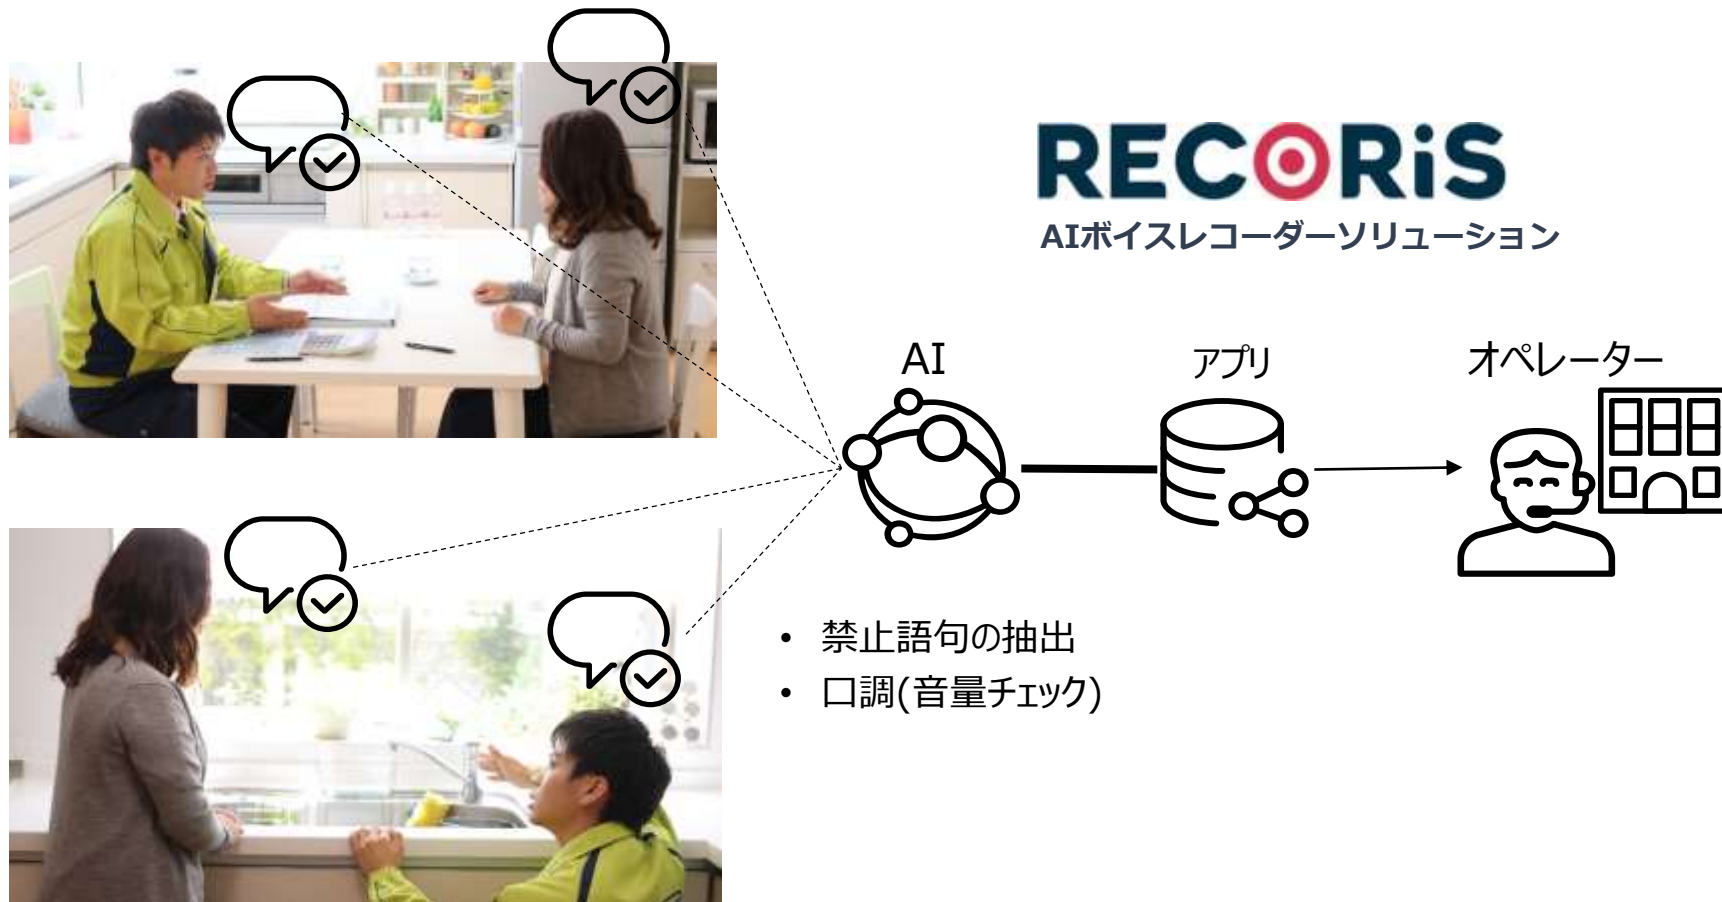 RECORiS
AIボイスレコーダーソリューション
AI
アプリ
オペレーター
• 禁止語句の抽出
• 口調(音量チェック)